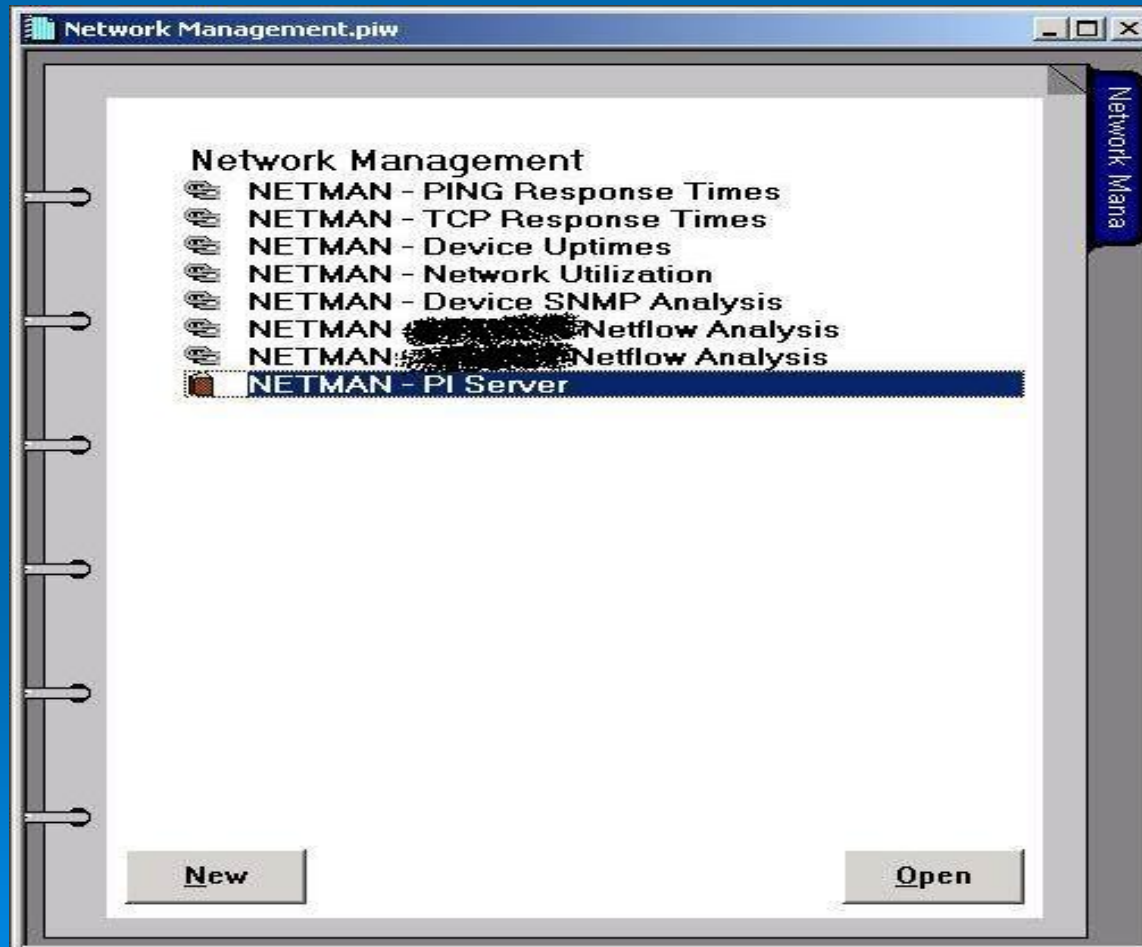 Network Management.piw
Network Mana
Network Management
NETMAN - PING Response Times
NETMAN - TCP Response Times
NETMAN - Device Uptimes
NETMAN - Network Utilization
NETMAN - Device SNMP Analysis
NETMAN Netflow Analysis
NETMAN Netflow Analysis
NETMAN - PI Server
New
Open